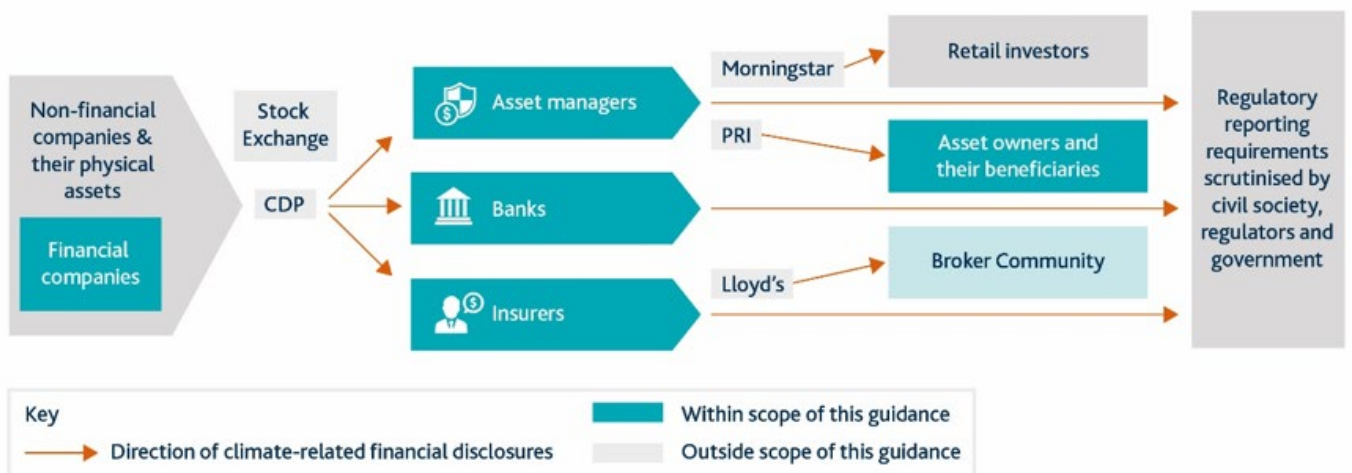 Non-financial
companies &
their physical
assets
Financial
companies
Stock
Exchange
CDP
Asset managers
Banks
Insurers
Morningstar
PRI
Lloyd's
Retail investors
Asset owners and
their beneficiaries
Broker Community
Regulatory
reporting
requirements
scrutinised by
civil society,
regulators and
government
Key
Direction of climate-related financial disclosures
Within scope of this guidance
Outside scope of this guidance